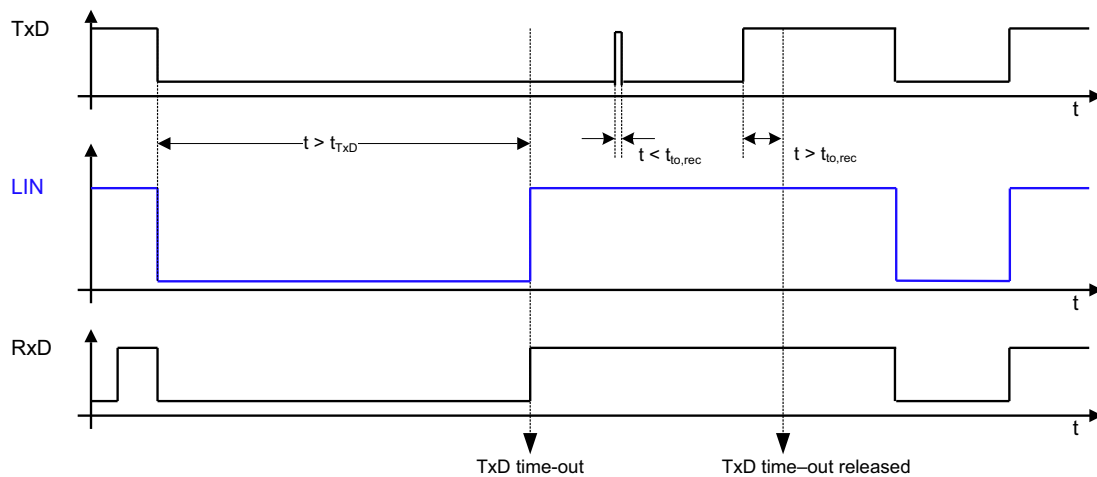 TxD
t
t > tTxD
t < tto,rec
t > tto,rec
LIN
t
RxD
t
TxD time-out
TxD time–out released